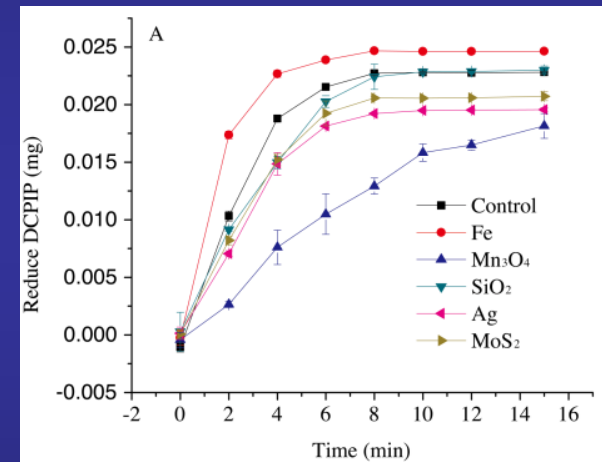 A
0.025
0.020
0.015
0.010
0.005
0.000
-0.005
Reduce DCPIP (mg)
Control
Fe
Mn₃O₄
SiO₂
Ag
MoS₂
-2 0 2 4 6 8 10 12 14 16
Time (min)